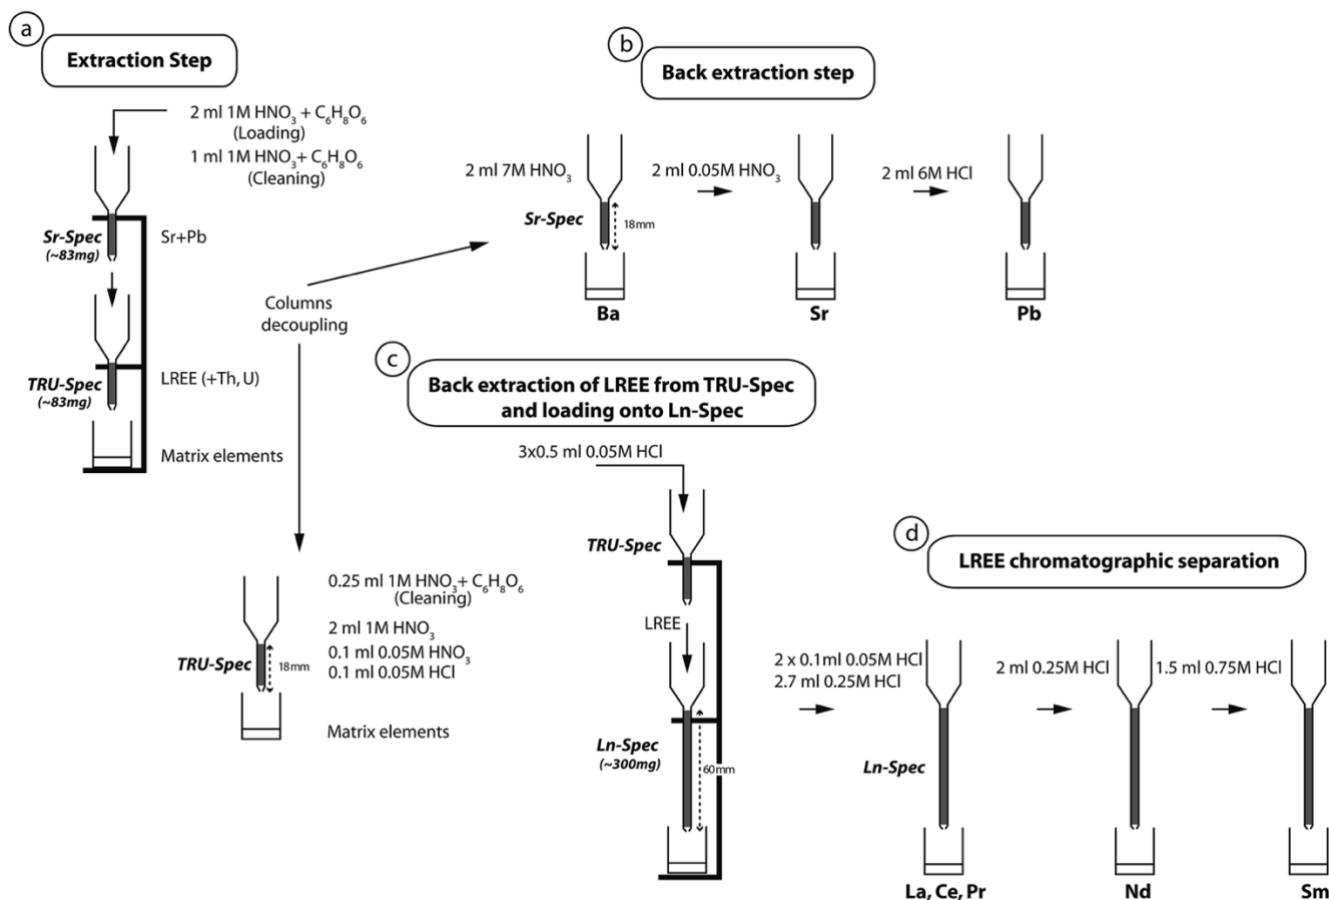 a
Extraction Step
2 ml 1M HNO₃ + C₆H₈O₆
(Loading)
1 ml 1M HNO₃+ C₆H₈O₆
(Cleaning)
Sr-Spec
(~83mg)
Sr+Pb
TRU-Spec
(~83mg)
LREE (+Th, U)
Matrix elements
Columns
decoupling
TRU-Spec
18mm
0.25 ml 1M HNO₃+ C₆H₈O₆
(Cleaning)
2 ml 1M HNO₃
0.1 ml 0.05M HNO₃
0.1 ml 0.05M HCl
Matrix elements
b
Back extraction step
2 ml 7M HNO₃
2 ml 0.05M HNO₃
2 ml 6M HCl
Sr-Spec
18mm
Ba
Sr
Pb
c
Back extraction of LREE from TRU-Spec
and loading onto Ln-Spec
3x0.5 ml 0.05M HCl
TRU-Spec
LREE
Ln-Spec
(~300mg)
60mm
d
LREE chromatographic separation
2 x 0.1ml 0.05M HCl
2.7 ml 0.25M HCl
2 ml 0.25M HCl
1.5 ml 0.75M HCl
Ln-Spec
La, Ce, Pr
Nd
Sm